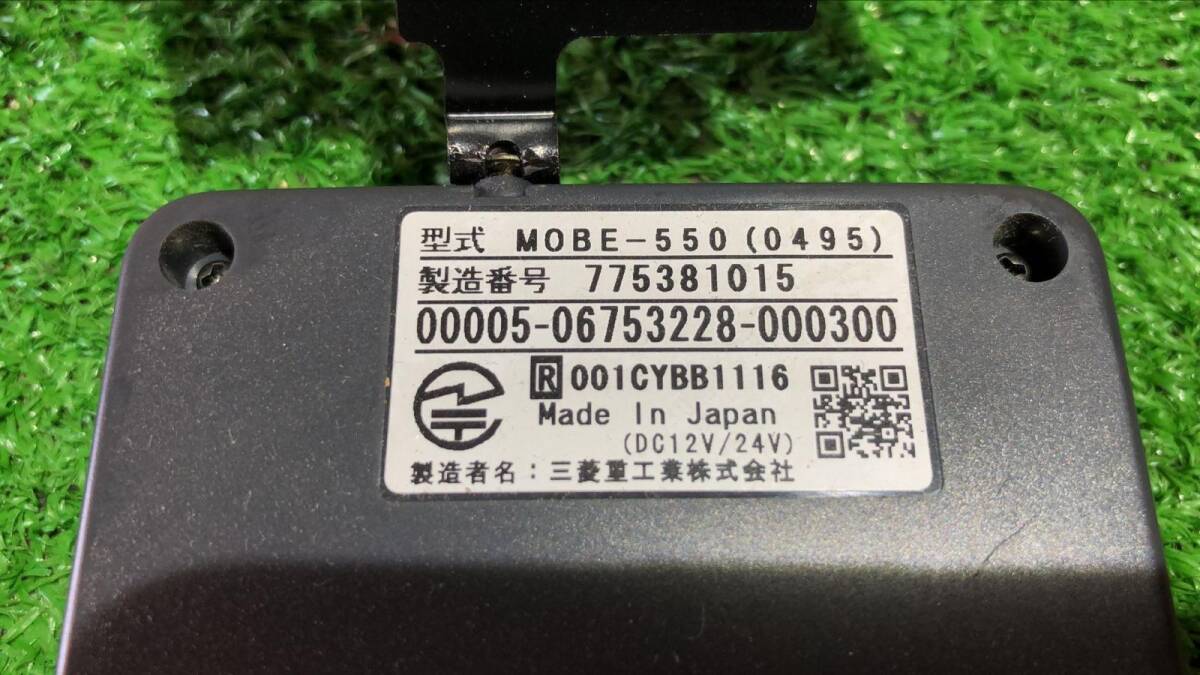 型式 MOBE-550(0495)
製造番号 775381015
00005-06753228-000300
R 001CYBB1116
Made In Japan
(DC12V/24V)
製造者名:三菱重工業株式会社